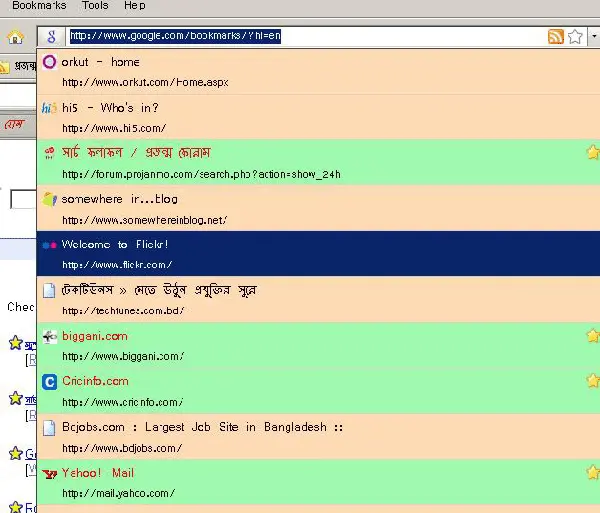 Bookmarks Tools Help
http://www.google.com/bookmarks/?hl=en
প্রজন্ম
orkut - home
http://www.orkut.com/Home.aspx
hi5 - Who's in?
http://www.hi5.com/
হোম
সার্চ ফলাফল / প্রজন্ম ফোরাম
http://forum.projanmo.com/search.php?action=show_24h
somewhere in...blog
http://www.somewhereinblog.net/
Welcome to Flickr!
http://www.flickr.com/
টেকটিউনস » মেতে উঠুন প্রযুক্তির সুরে
http://techtunes.com.bd/
Chec
biggani.com
http://www.biggani.com/
Cricinfo.com
http://www.cricinfo.com/
Bdjobs.com : Largest Job Site in Bangladesh ::
http://www.bdjobs.com/
Yahoo! Mail
http://mail.yahoo.com/